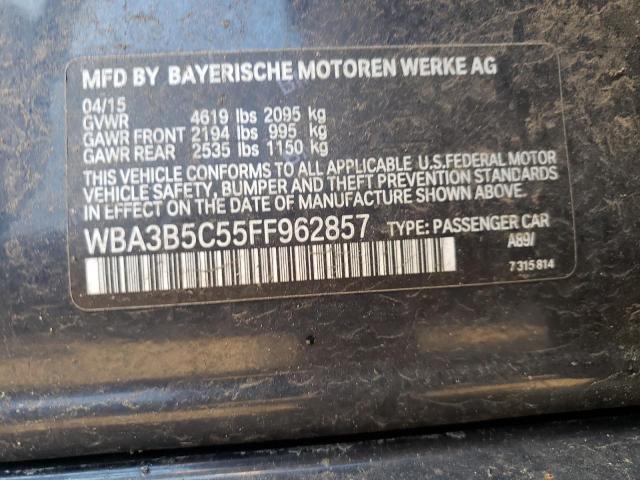 MFD BY BAYERISCHE MOTOREN WERKE AG
04/15
GVWR 4619 lbs 2095 kg
GAWR FRONT 2194 lbs 995 kg
GAWR REAR 2535 lbs 1150 kg
THIS VEHICLE CONFORMS TO ALL APPLICABLE U.S.FEDERAL MOTOR
VEHICLE SAFETY, BUMPER AND THEFT PREVENTION STANDARDS
IN EFFECT ON THE DATE OF MANUFACTURE SHOWN ABOVE.
WBA3B5C55FF962857 TYPE: PASSENGER CAR
A89/
7 315 814